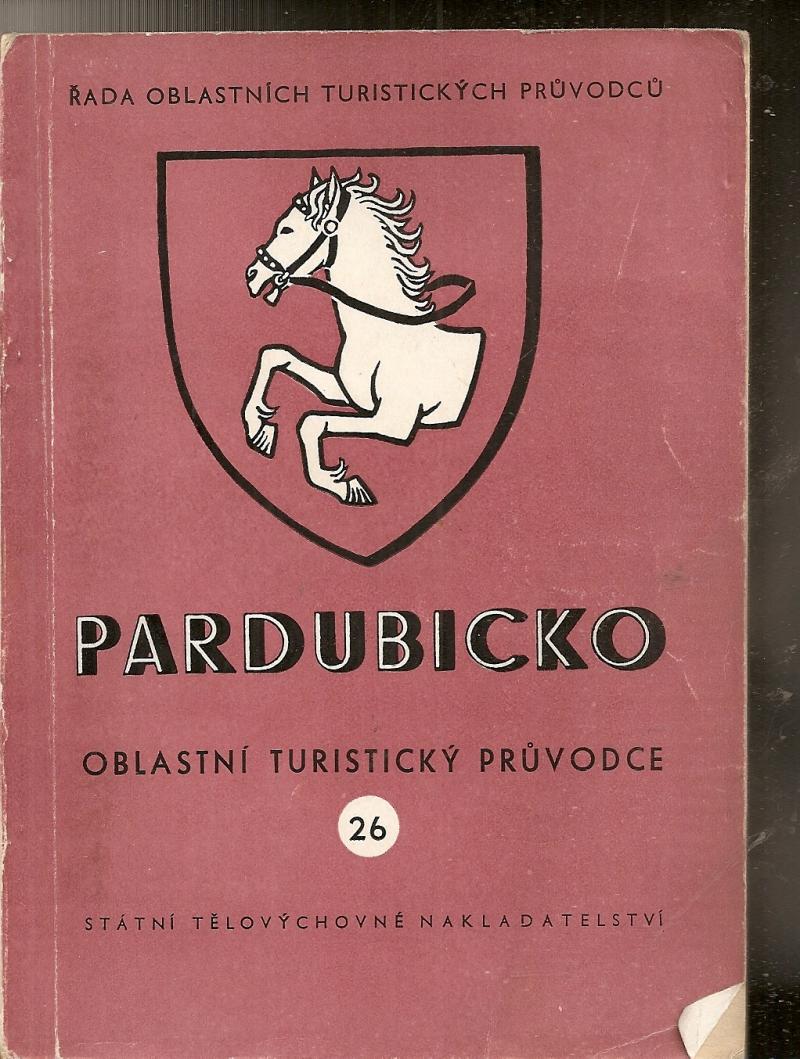 ŘADA OBLASTNÍCH TURISTICKÝCH PRŮVODCŮ
PARDUBICKO
OBLASTNÍ TURISTICKÝ PRŮVODCE
26
STÁTNÍ TĚLOVÝCHOVNÉ NAKLADATELSTVÍ